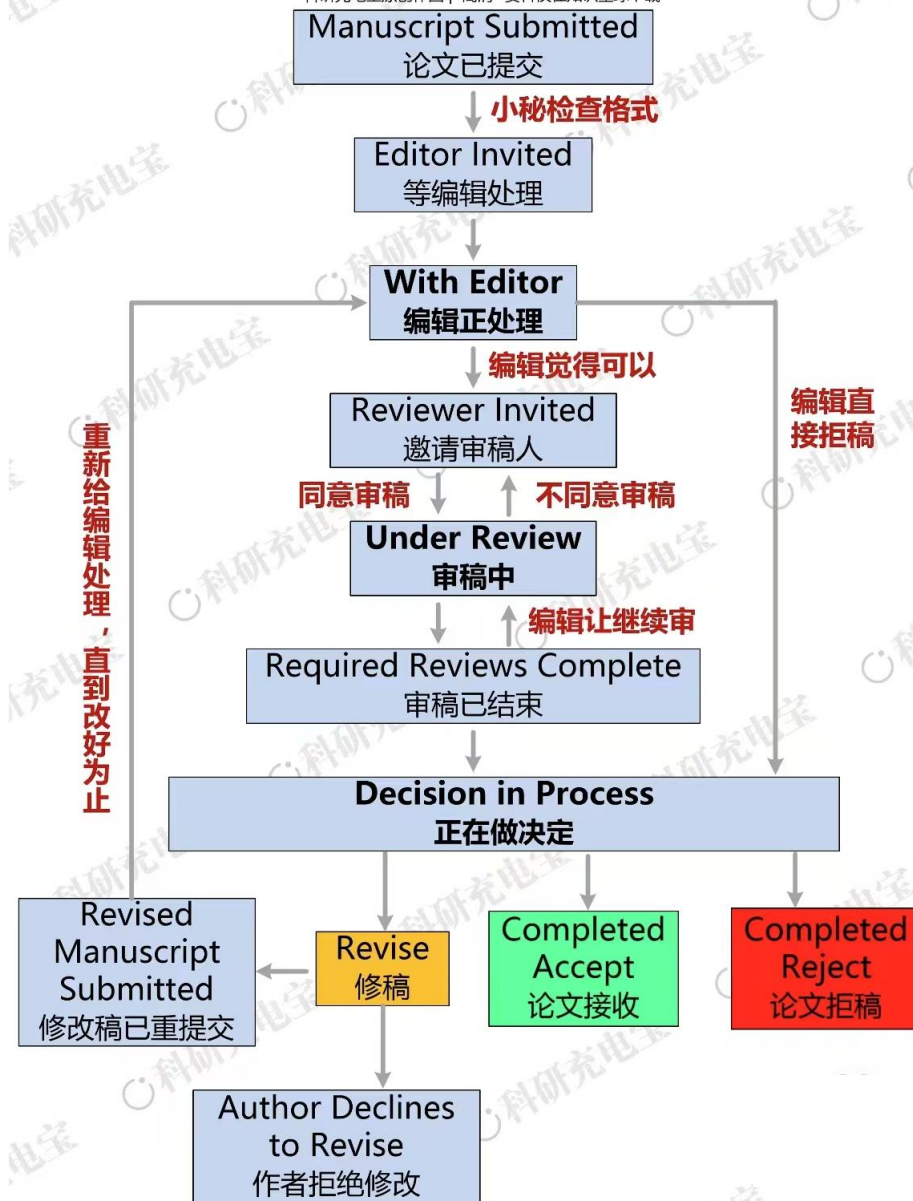 Manuscript Submitted
论文已提交
小秘检查格式
Editor Invited
等编辑处理
With Editor
编辑正处理
编辑觉得可以
编辑直
接拒稿
Reviewer Invited
邀请审稿人
同意审稿
不同意审稿
重新给编辑处理，直到改好为止
Under Review
审稿中
编辑让继续审
Required Reviews Complete
审稿已结束
Decision in Process
正在做决定
Revised
Manuscript
Submitted
修改稿已重提交
Revise
修稿
Completed
Accept
论文接收
Completed
Reject
论文拒稿
Author Declines
to Revise
作者拒绝修改
科研充电宝